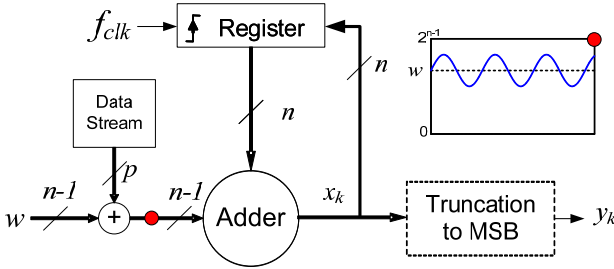 f_clk
Register
n
n
Data
Stream
p
n-1
n-1
w
+
Adder
x_k
Truncation
to MSB
y_k
2^{n-1}
w
0